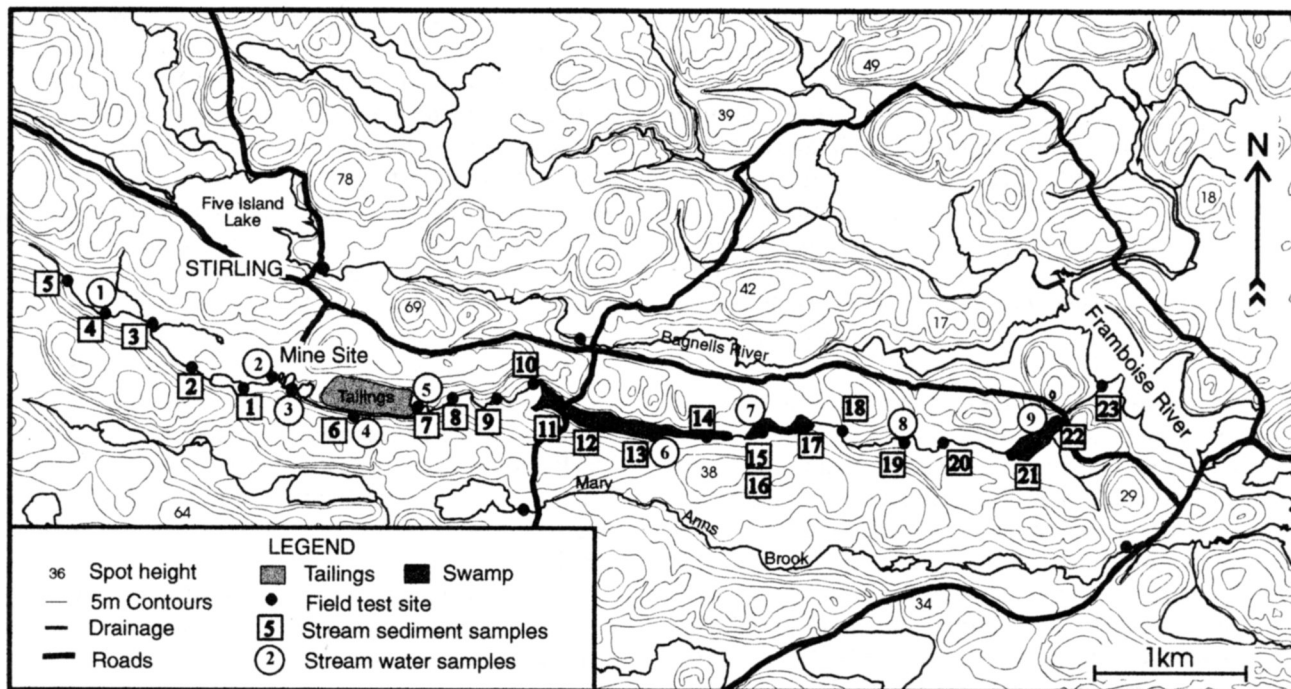 49
39
N
78
18
Five Island
Lake
STIRLING
5
1
4
3
69
42
17
Bagnells River
Framboise River
Mine Site
2
2
1
3
Tailings
5
6
4
7
8
9
10
11
12
13
6
14
7
15
16
17
18
8
19
20
9
21
22
23
38
29
64
Mary
Anns
Brook
34
LEGEND
36 Spot height
5m Contours
Drainage
Roads
Tailings
Swamp
Field test site
5 Stream sediment samples
2 Stream water samples
1km